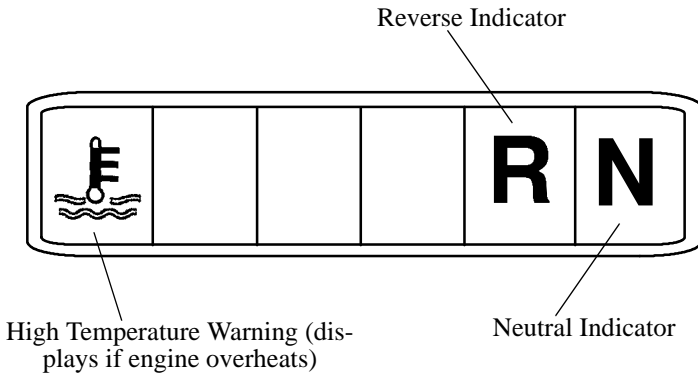 Reverse Indicator
R N
High Temperature Warning (dis-
plays if engine overheats)
Neutral Indicator